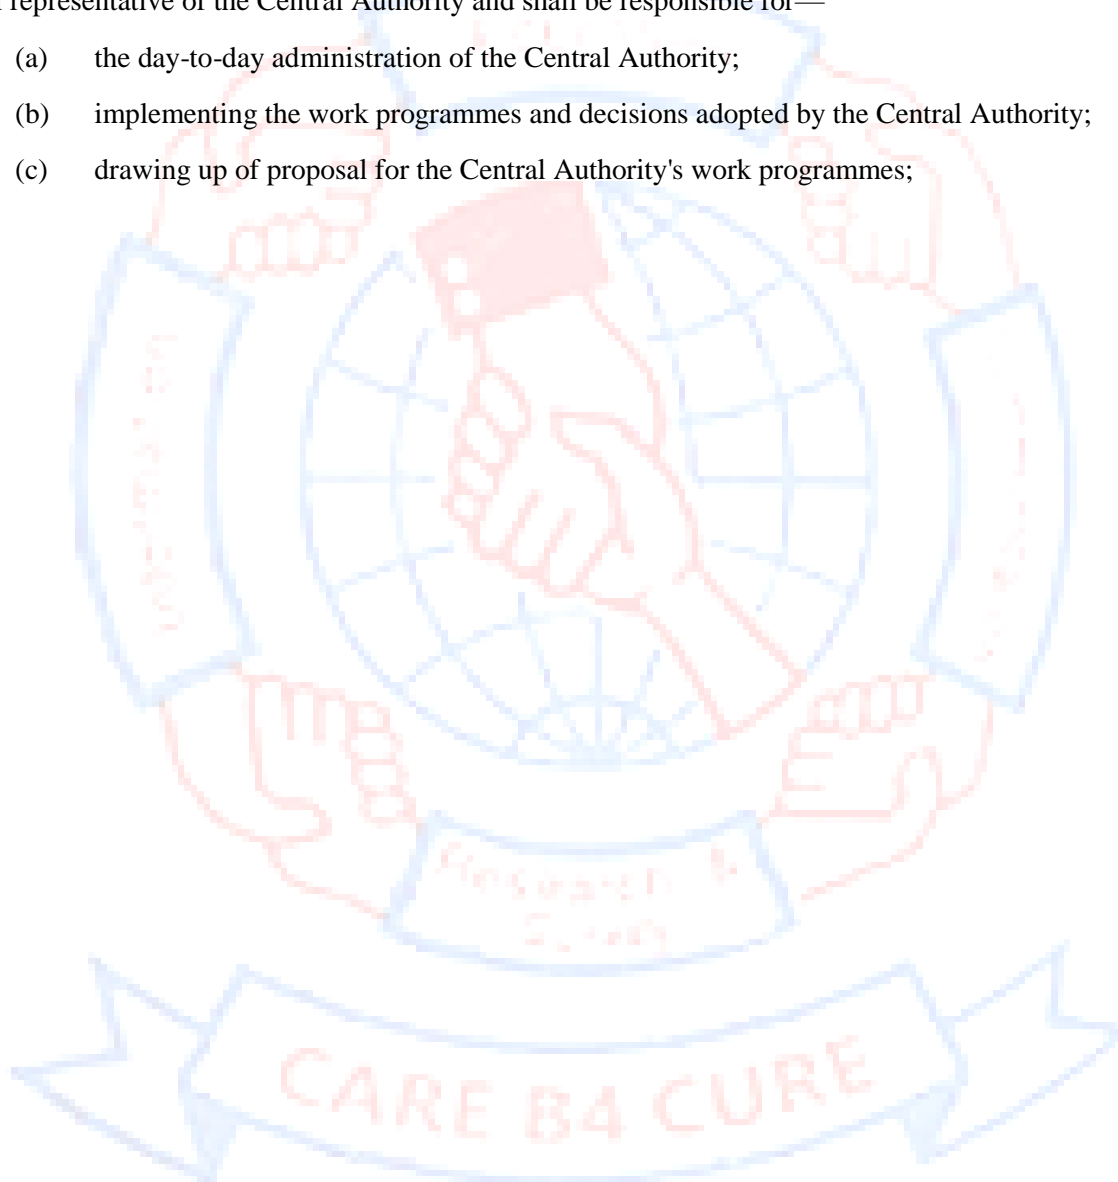 representative of the Central Authority and shall be responsible for—
(a) the day-to-day administration of the Central Authority;
(b) implementing the work programmes and decisions adopted by the Central Authority;
(c) drawing up of proposal for the Central Authority's work programmes;
Research &
CARE B4 CURE